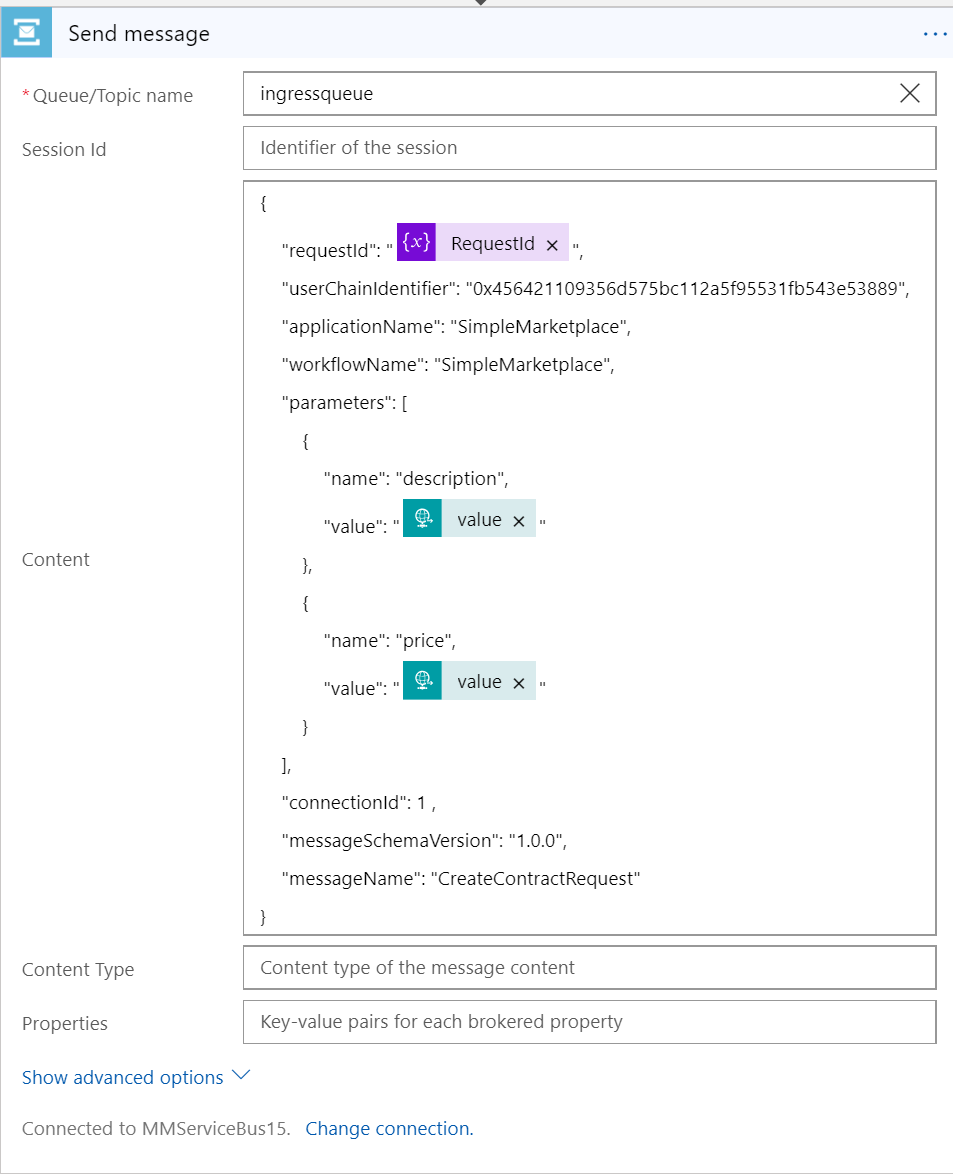 Send message
* Queue/Topic name
ingressqueue
Session Id
Identifier of the session
Content
{
"requestId": " {x} RequestId × ",
"userChainIdentifier": "0x456421109356d575bc112a5f95531fb543e53889",
"applicationName": "SimpleMarketplace",
"workflowName": "SimpleMarketplace",
"parameters": [
{
"name": "description",
"value": " value × "
},
{
"name": "price",
"value": " value × "
}
],
"connectionId": 1 ,
"messageSchemaVersion": "1.0.0",
"messageName": "CreateContractRequest"
}
Content Type
Content type of the message content
Properties
Key-value pairs for each brokered property
Show advanced options
Connected to MMServiceBus15. Change connection.